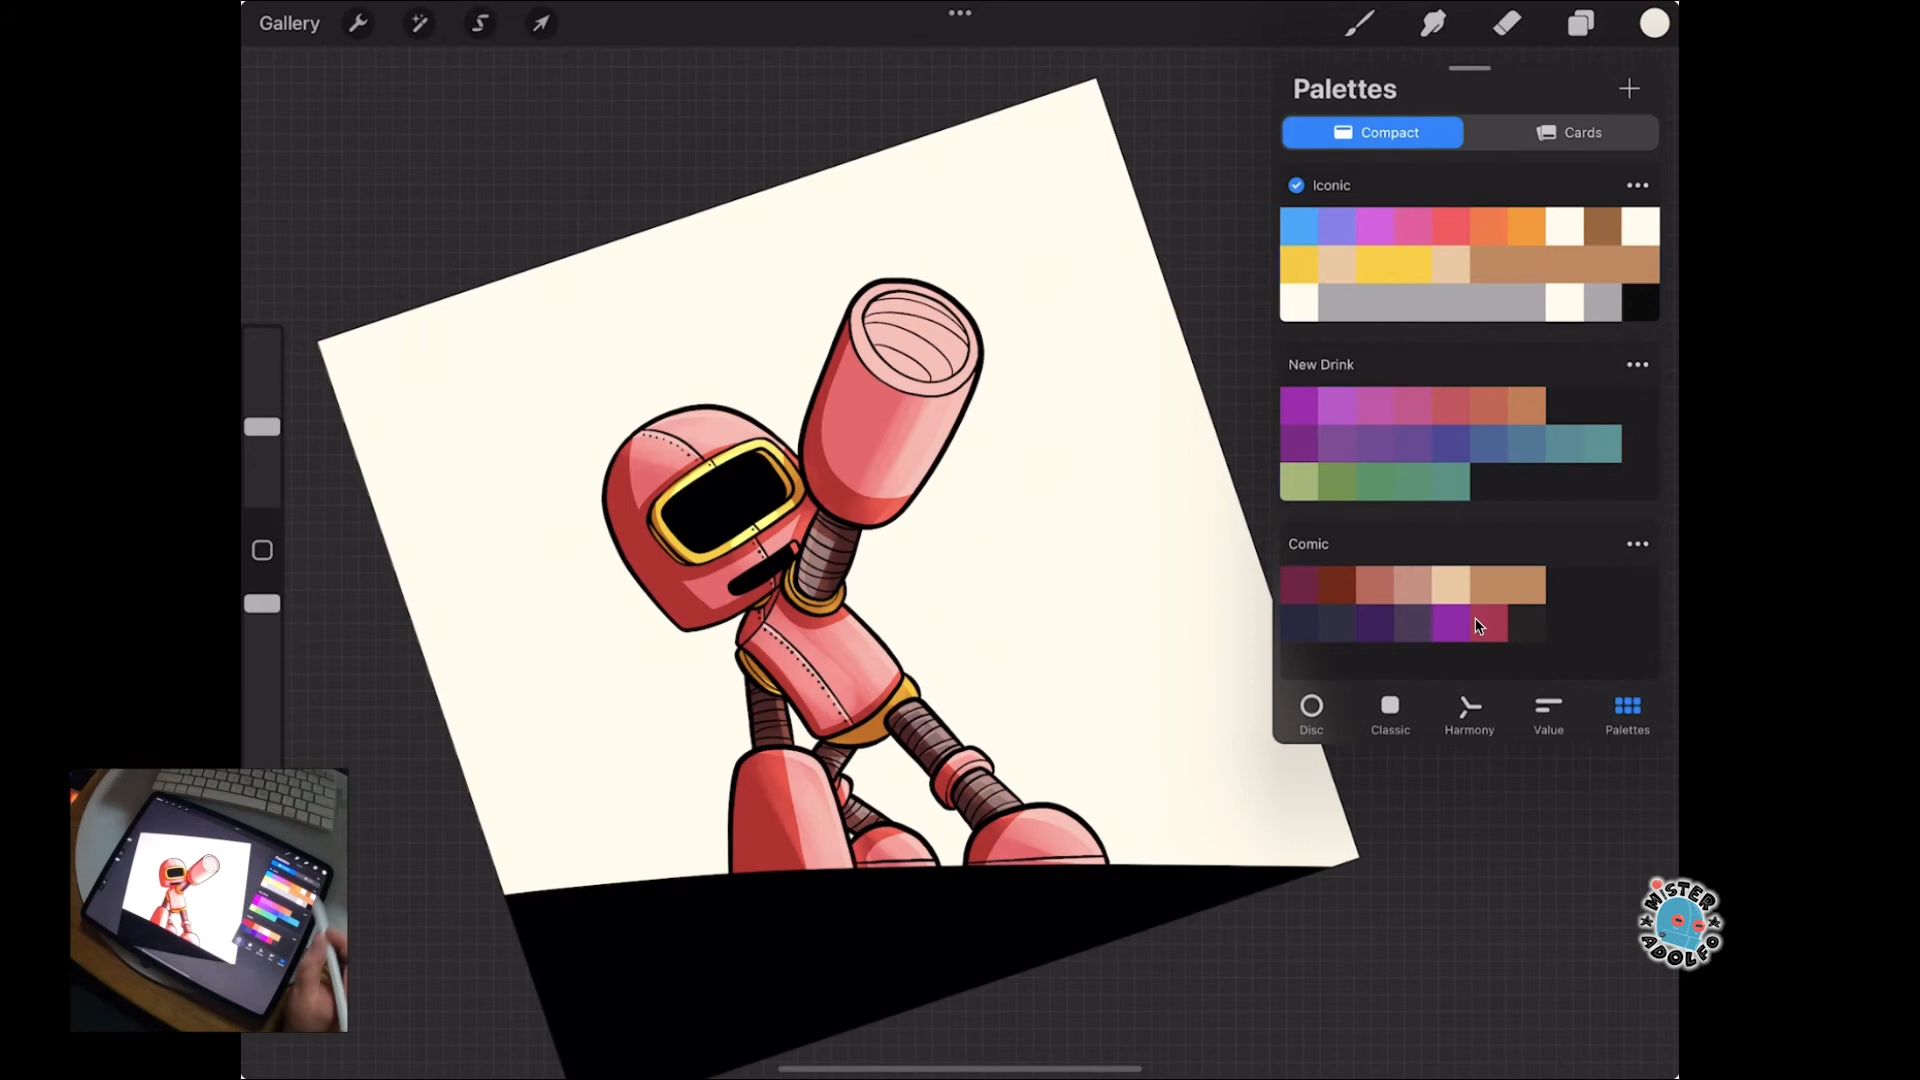 Gallery
Palettes
Compact
Cards
Iconic
New Drink
Comic
Disc
Classic
Harmony
Value
Palettes
MiSTER
ADOLFO